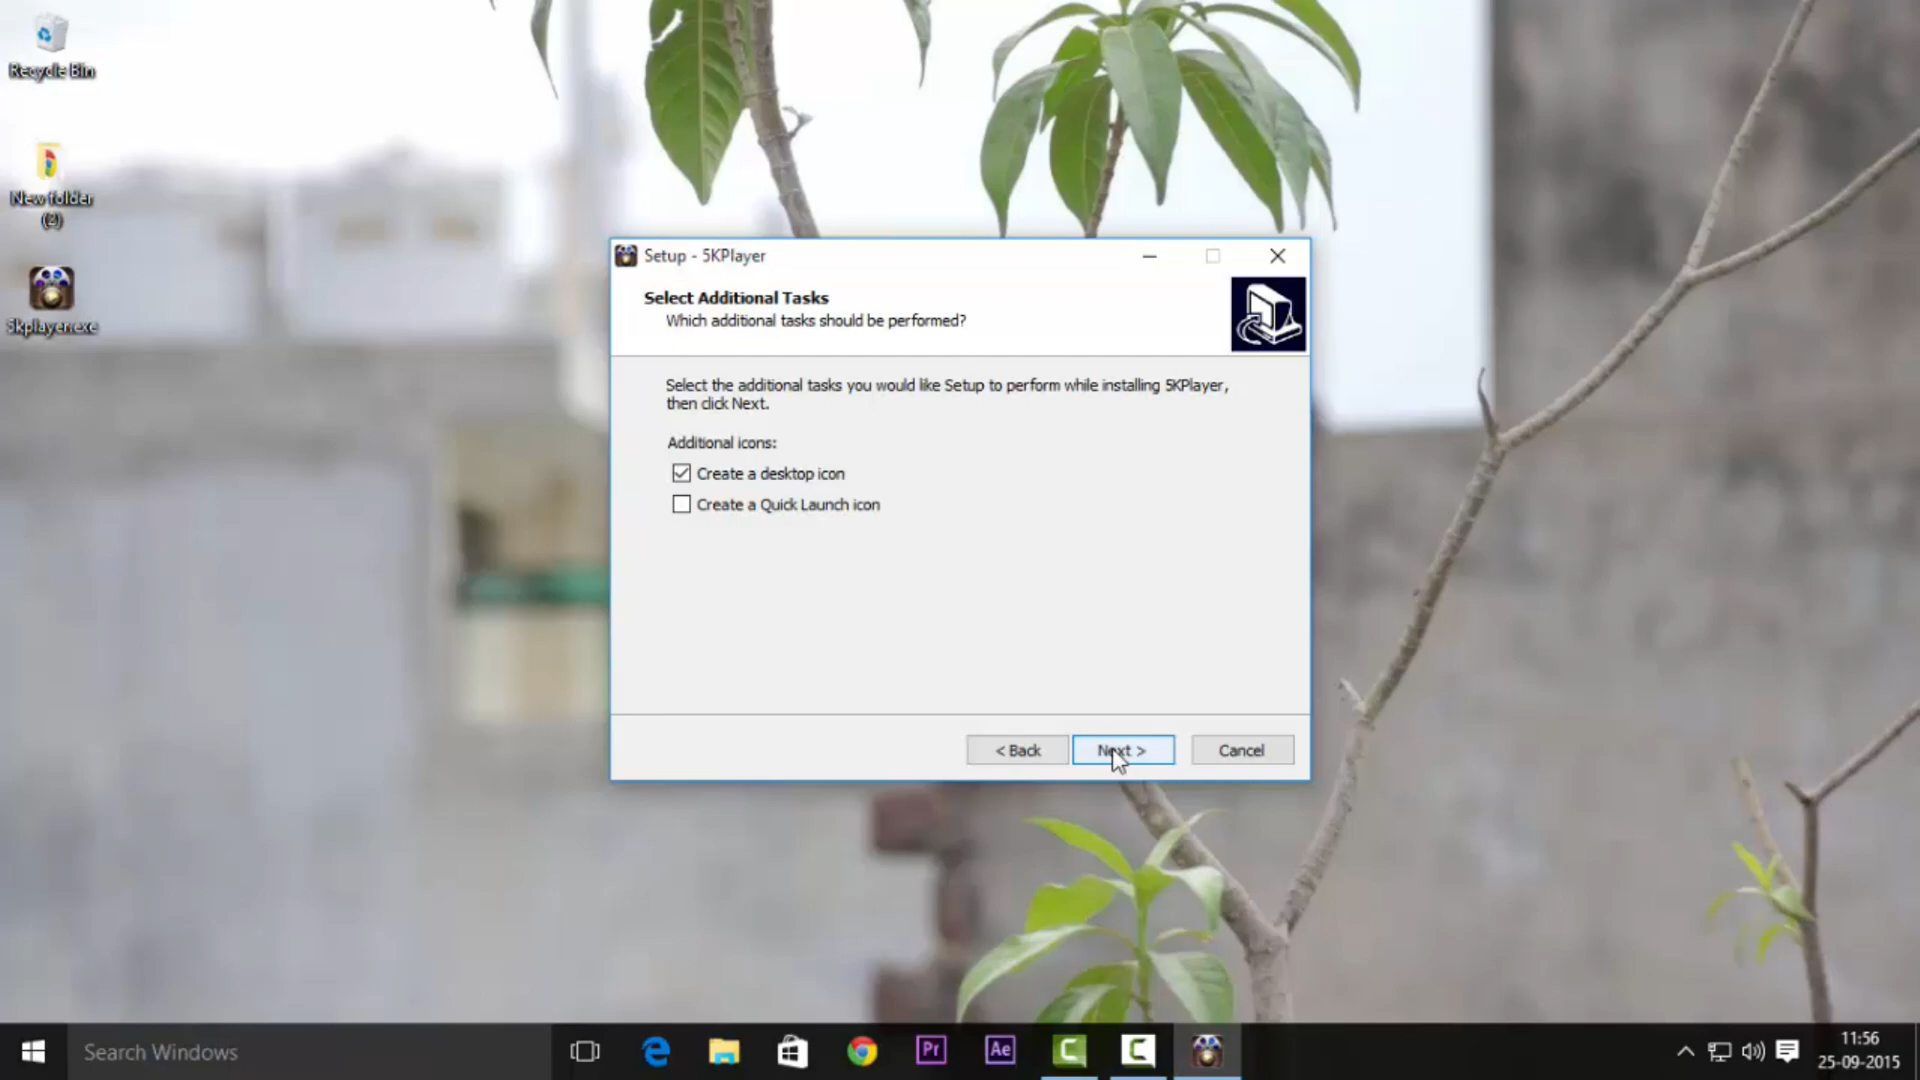 Recycle Bin
New folder
(2)
5kplayer.exe
Setup - 5KPlayer
Select Additional Tasks
Which additional tasks should be performed?
Select the additional tasks you would like Setup to perform while installing 5KPlayer,
then click Next.
Additional icons:
Create a desktop icon
Create a Quick Launch icon
< Back
Next >
Cancel
Search Windows
Pr
Ae
11:56
25-09-2015